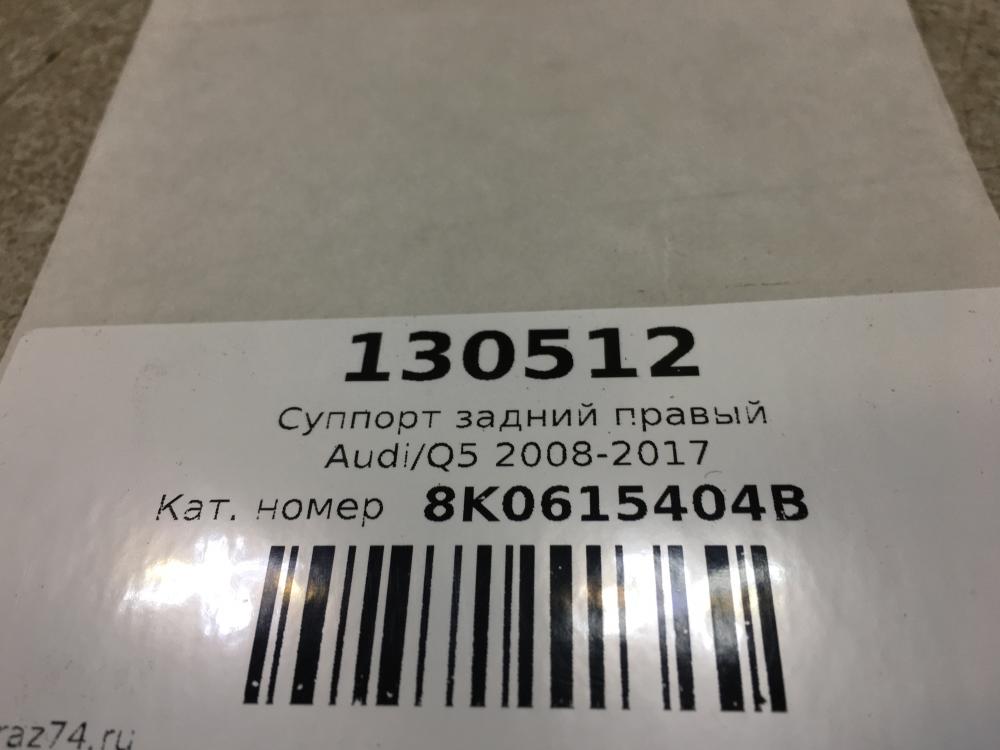 130512
Суппорт задний правый
Audi/Q5 2008-2017
Кат. номер 8K0615404B
raz74.ru